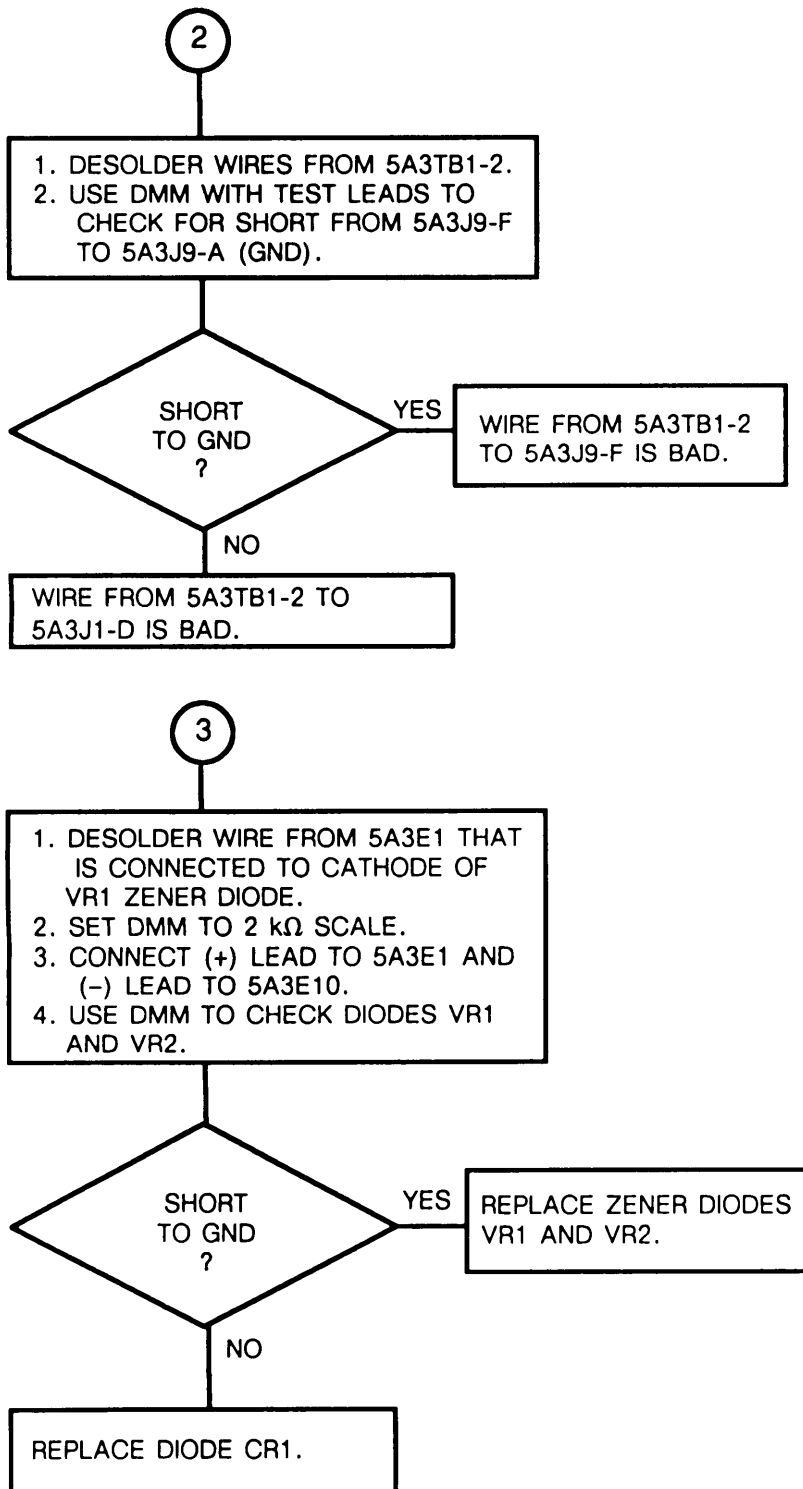 2
1. DESOLDER WIRES FROM 5A3TB1-2.
2. USE DMM WITH TEST LEADS TO
CHECK FOR SHORT FROM 5A3J9-F
TO 5A3J9-A (GND).
SHORT
TO GND
?
YES
WIRE FROM 5A3TB1-2
TO 5A3J9-F IS BAD.
NO
WIRE FROM 5A3TB1-2 TO
5A3J1-D IS BAD.
3
1. DESOLDER WIRE FROM 5A3E1 THAT
IS CONNECTED TO CATHODE OF
VR1 ZENER DIODE.
2. SET DMM TO 2 kΩ SCALE.
3. CONNECT (+) LEAD TO 5A3E1 AND
(−) LEAD TO 5A3E10.
4. USE DMM TO CHECK DIODES VR1
AND VR2.
SHORT
TO GND
?
YES
REPLACE ZENER DIODES
VR1 AND VR2.
NO
REPLACE DIODE CR1.